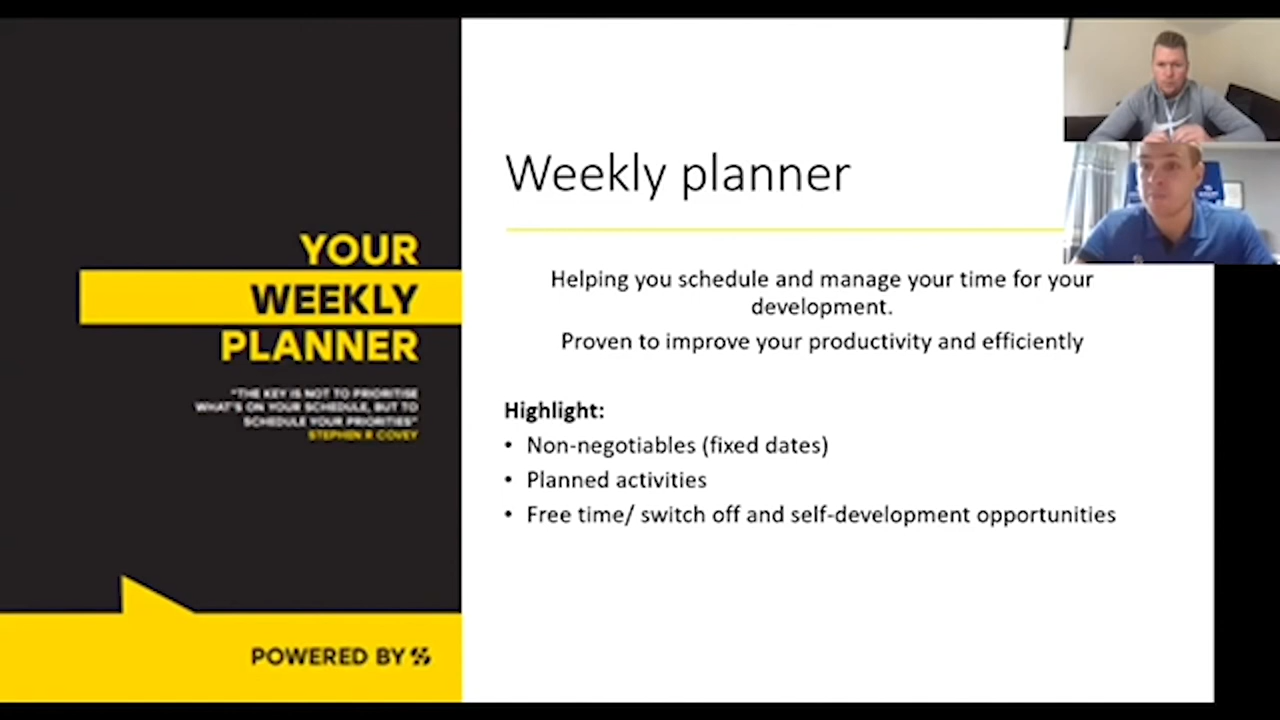 YOUR
WEEKLY
PLANNER
"THE KEY IS NOT TO PRIORITISE
WHAT'S ON YOUR SCHEDULE, BUT TO
SCHEDULE YOUR PRIORITIES"
STEPHEN R COVEY
POWERED BY
Weekly planner
Helping you schedule and manage your time for your
development.
Proven to improve your productivity and efficiently
Highlight:
• Non-negotiables (fixed dates)
• Planned activities
• Free time/ switch off and self-development opportunities